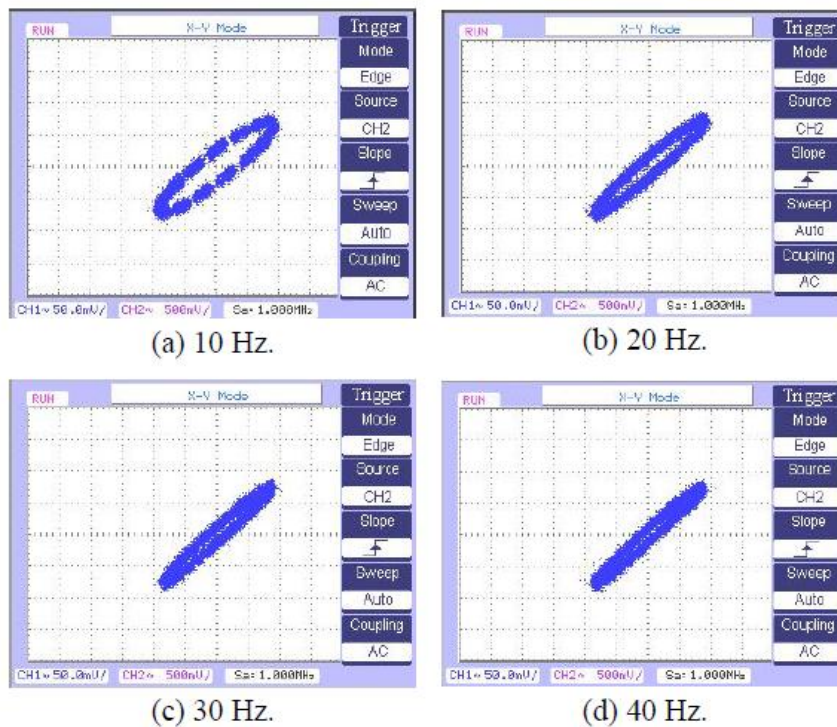 RUN X-Y Mode Trigger
Mode
Edge
Source
CH2
Slope
Sweep
Auto
Coupling
AC
CH1~50.0mV/ CH2~ 500mV/ Sa=1.000MHz
(a) 10 Hz.
RUN X-Y Mode Trigger
Mode
Edge
Source
CH2
Slope
Sweep
Auto
Coupling
AC
CH1~50.0mV/ CH2~ 500mV/ Sa=1.000MHz
(b) 20 Hz.
RUN X-Y Mode Trigger
Mode
Edge
Source
CH2
Slope
Sweep
Auto
Coupling
AC
CH1~50.0mV/ CH2~ 500mV/ Sa=1.000MHz
(c) 30 Hz.
RUN X-Y Mode Trigger
Mode
Edge
Source
CH2
Slope
Sweep
Auto
Coupling
AC
CH1~50.0mV/ CH2~ 500mV/ Sa=1.000MHz
(d) 40 Hz.